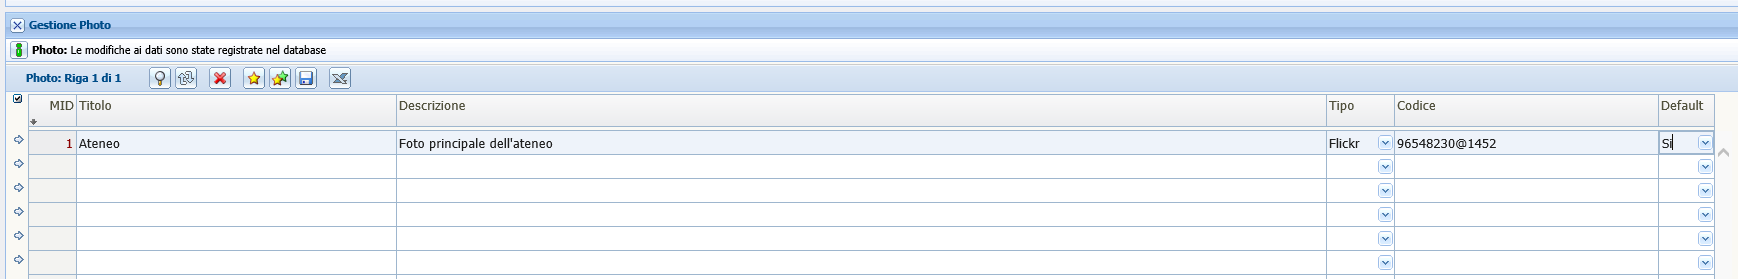 Gestione Photo
Photo: Le modifiche ai dati sono state registrate nel database
Photo: Riga 1 di 1
MID Titolo Descrizione Tipo Codice Default
1 Ateneo Foto principale dell'ateneo Flickr 96548230@1452 Si